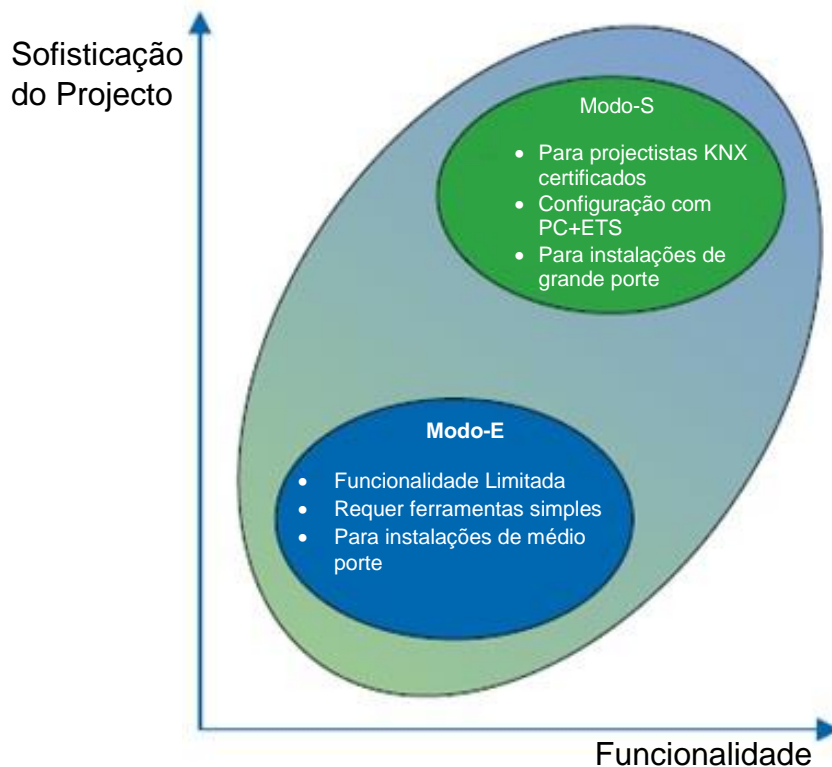 Sofisticação
do Projecto
Modo-S
• Para projectistas KNX
certificados
• Configuração com
PC+ETS
• Para instalações de
grande porte
Modo-E
• Funcionalidade Limitada
• Requer ferramentas simples
• Para instalações de médio
porte
Funcionalidade